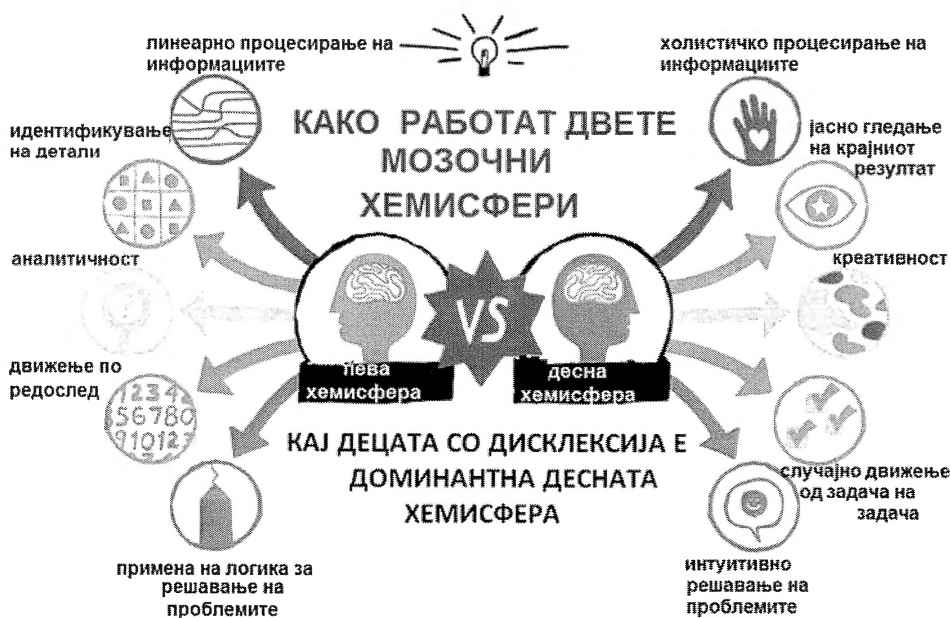 линеарно процесирање на
информациите
идентификување
на детали
аналитичност
движење по
редослед
1234
56780
910123
примена на логика за
решавање на
проблемите
КАКО РАБОТАТ ДВЕТЕ
МОЗОЧНИ
ХЕМИСФЕРИ
VS
лева
хемисфера
десна
хемисфера
КАЈ ДЕЦАТА СО ДИСКЛЕКСИЈА Е
ДОМИНАНТНА ДЕСНАТА
ХЕМИСФЕРА
холистичко процесирање на
информациите
јасно гледање
на крајниот
резултат
креативност
случајно движење
од задача на
задача
интуитивно
решавање на
проблемите